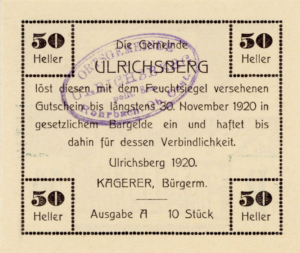 50 Heller
50 Heller
Die Gemeinde
ULRICHSBERG
löst diesen mit dem Feuchtsiegel versehenen
Gutschein bis längstens 30. November 1920 in
gesetzlichem Bargelde ein und haftet bis
dahin für dessen Verbindlichkeit.
Ulrichsberg 1920.
KAGERER, Bürgerm.
50 Heller
50 Heller
Ausgabe A 10 Stück